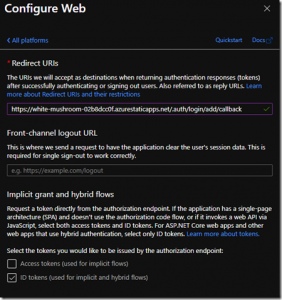 Configure Web
All platforms
Quickstart
Docs
* Redirect URIs
The URIs we will accept as destinations when returning authentication responses (tokens)
after successfully authenticating or signing out users. Also referred to as reply URLs. Learn
more about Redirect URIs and their restrictions
https://white-mushroom-02b8dcc0f.azurestaticapps.net/.auth/login/add/callback
Front-channel logout URL
This is where we send a request to have the application clear the user's session data. This is
required for single sign-out to work correctly.
e.g. https://example.com/logout
Implicit grant and hybrid flows
Request a token directly from the authorization endpoint. If the application has a single-page
architecture (SPA) and doesn't use the authorization code flow, or if it invokes a web API via
JavaScript, select both access tokens and ID tokens. For ASP.NET Core web apps and other
web apps that use hybrid authentication, select only ID tokens. Learn more about tokens.
Select the tokens you would like to be issued by the authorization endpoint:
Access tokens (used for implicit flows)
ID tokens (used for implicit and hybrid flows)